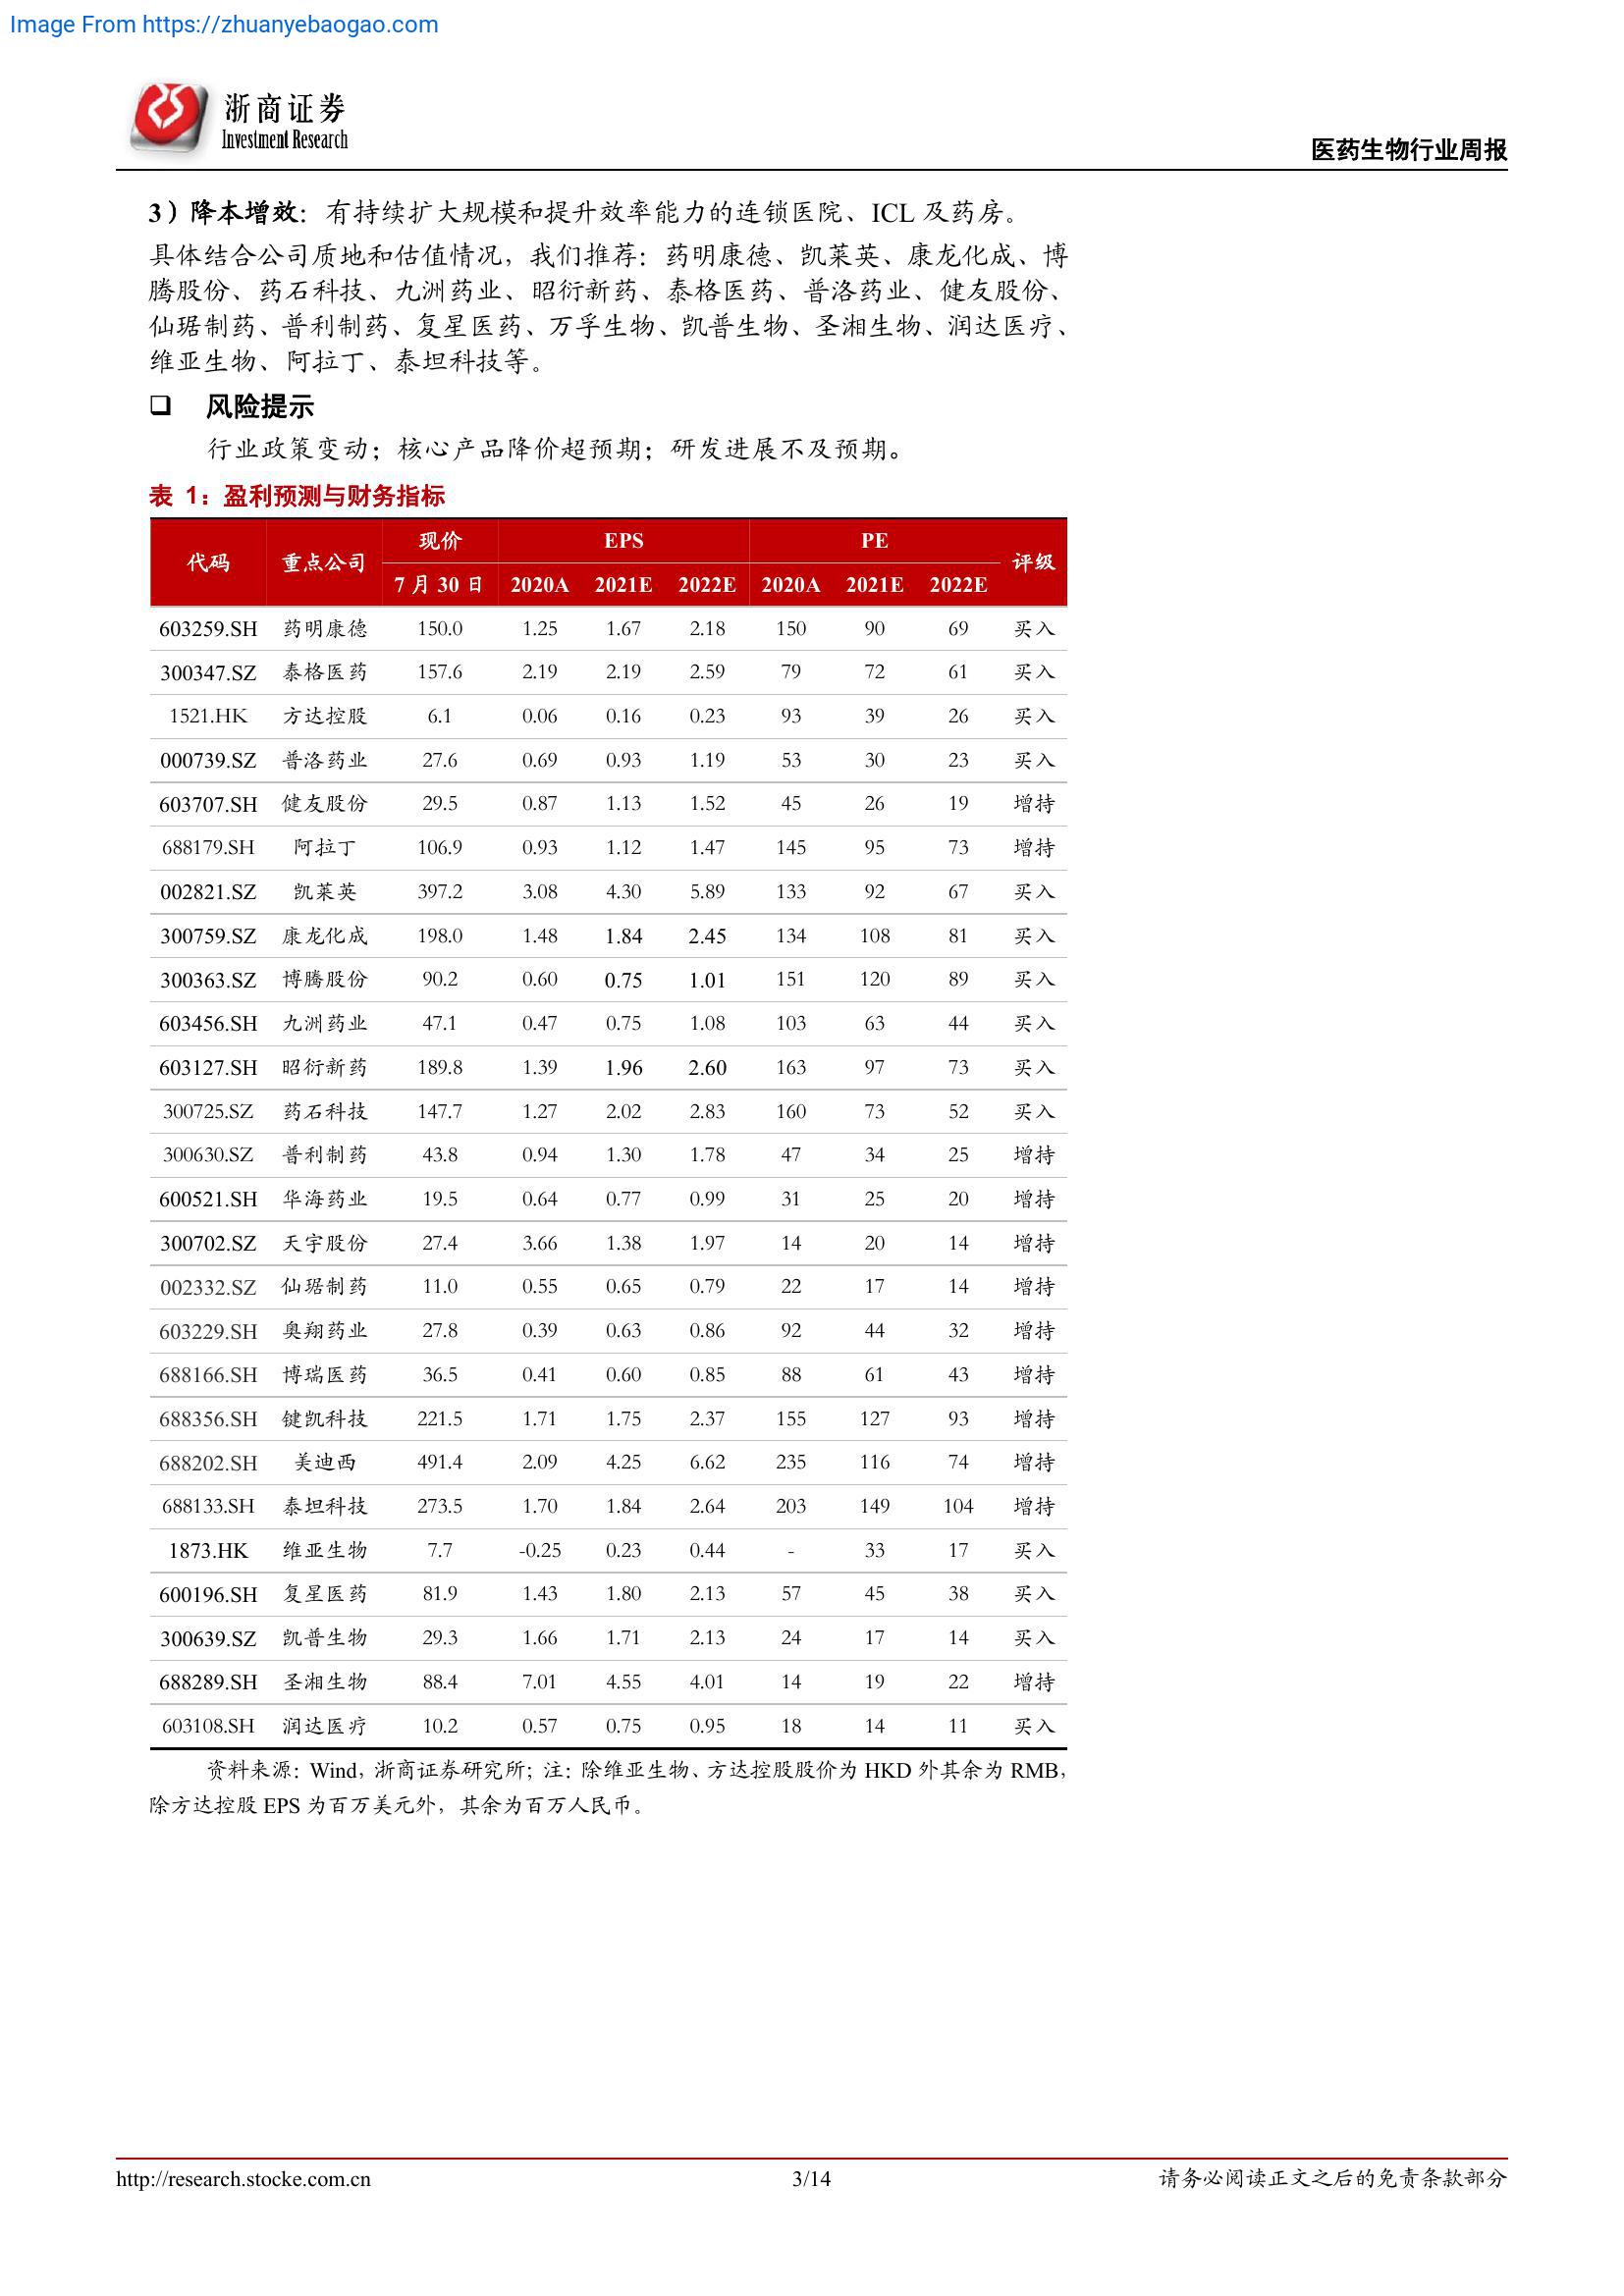 Image From https://zhuanyebaogao.com
浙商证券
Investment Research
医药生物行业周报
3）降本增效：有持续扩大规模和提升效率能力的连锁医院、ICL 及药房。
具体结合公司质地和估值情况，我们推荐：药明康德、凯莱英、康龙化成、博
腾股份、药石科技、九洲药业、昭衍新药、泰格医药、普洛药业、健友股份、
仙琚制药、普利制药、复星医药、万孚生物、凯普生物、圣湘生物、润达医疗、
维亚生物、阿拉丁、泰坦科技等。
❑ 风险提示
行业政策变动；核心产品降价超预期；研发进展不及预期。
表 1：盈利预测与财务指标
代码 重点公司 现价 EPS PE 评级
7 月 30 日 2020A 2021E 2022E 2020A 2021E 2022E
603259.SH 药明康德 150.0 1.25 1.67 2.18 150 90 69 买入
300347.SZ 泰格医药 157.6 2.19 2.19 2.59 79 72 61 买入
1521.HK 方达控股 6.1 0.06 0.16 0.23 93 39 26 买入
000739.SZ 普洛药业 27.6 0.69 0.93 1.19 53 30 23 买入
603707.SH 健友股份 29.5 0.87 1.13 1.52 45 26 19 增持
688179.SH 阿拉丁 106.9 0.93 1.12 1.47 145 95 73 增持
002821.SZ 凯莱英 397.2 3.08 4.30 5.89 133 92 67 买入
300759.SZ 康龙化成 198.0 1.48 1.84 2.45 134 108 81 买入
300363.SZ 博腾股份 90.2 0.60 0.75 1.01 151 120 89 买入
603456.SH 九洲药业 47.1 0.47 0.75 1.08 103 63 44 买入
603127.SH 昭衍新药 189.8 1.39 1.96 2.60 163 97 73 买入
300725.SZ 药石科技 147.7 1.27 2.02 2.83 160 73 52 买入
300630.SZ 普利制药 43.8 0.94 1.30 1.78 47 34 25 增持
600521.SH 华海药业 19.5 0.64 0.77 0.99 31 25 20 增持
300702.SZ 天宇股份 27.4 3.66 1.38 1.97 14 20 14 增持
002332.SZ 仙琚制药 11.0 0.55 0.65 0.79 22 17 14 增持
603229.SH 奥翔药业 27.8 0.39 0.63 0.86 92 44 32 增持
688166.SH 博瑞医药 36.5 0.41 0.60 0.85 88 61 43 增持
688356.SH 键凯科技 221.5 1.71 1.75 2.37 155 127 93 增持
688202.SH 美迪西 491.4 2.09 4.25 6.62 235 116 74 增持
688133.SH 泰坦科技 273.5 1.70 1.84 2.64 203 149 104 增持
1873.HK 维亚生物 7.7 -0.25 0.23 0.44 - 33 17 买入
600196.SH 复星医药 81.9 1.43 1.80 2.13 57 45 38 买入
300639.SZ 凯普生物 29.3 1.66 1.71 2.13 24 17 14 买入
688289.SH 圣湘生物 88.4 7.01 4.55 4.01 14 19 22 增持
603108.SH 润达医疗 10.2 0.57 0.75 0.95 18 14 11 买入
资料来源：Wind，浙商证券研究所；注：除维亚生物、方达控股股价为 HKD 外其余为 RMB，
除方达控股 EPS 为百万美元外，其余为百万人民币。
http://research.stocke.com.cn 3/14 请务必阅读正文之后的免责条款部分